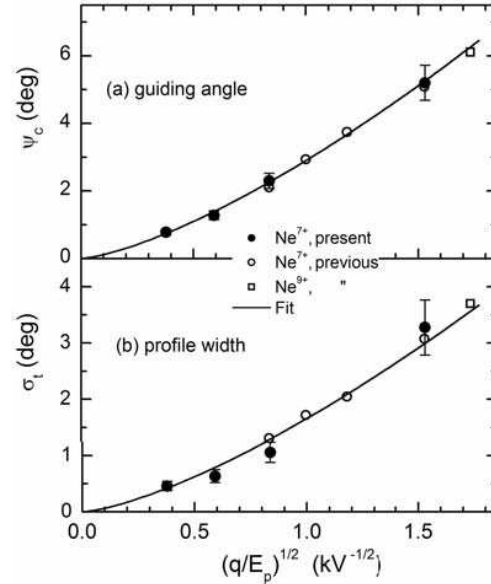 6
4
2
0
ψc (deg)
(a) guiding angle
Ne7+, present
Ne7+, previous
Ne9+, "
Fit
4
3
2
1
0
σt (deg)
(b) profile width
0.0 0.5 1.0 1.5
(q/Ep)1/2 (kV-1/2)